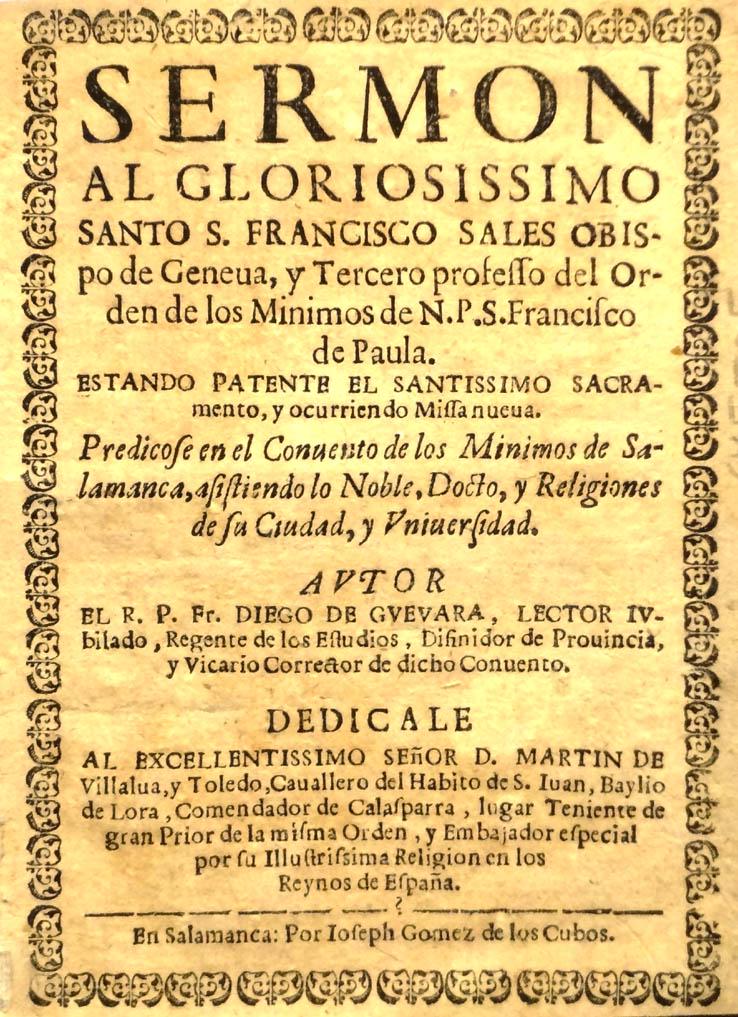 SERMON
AL GLORIOSISSIMO
SANTO S. FRANCISCO SALES OBIS-
po de Geneua, y Tercero professo del Or-
den de los Minimos de N.P.S.Francisco
de Paula.
ESTANDO PATENTE EL SANTISSIMO SACRA-
mento, y ocurriendo Missa nueua.
Predicose en el Conuento de los Minimos de Sa-
lamanca, asistiendo lo Noble, Docto, y Religiones
de su Ciudad, y Vniuersidad.
AVTOR
EL R. P. Fr. DIEGO DE GVEVARA, LECTOR IV-
bilado, Regente de los Estudios, Difinidor de Prouincia,
y Vicario Corrector de dicho Conuento.
DEDICALE
AL EXCELLENTISSIMO SEñOR D. MARTIN DE
Villalua, y Toledo, Cauallero del Habito de S. Iuan, Baylio
de Lora, Comendador de Calasparra, lugar Teniente de
gran Prior de la misma Orden, y Embajador especial
por su Illustrissima Religion en los
Reynos de España.
?
En Salamanca: Por Ioseph Gomez de los Cubos.